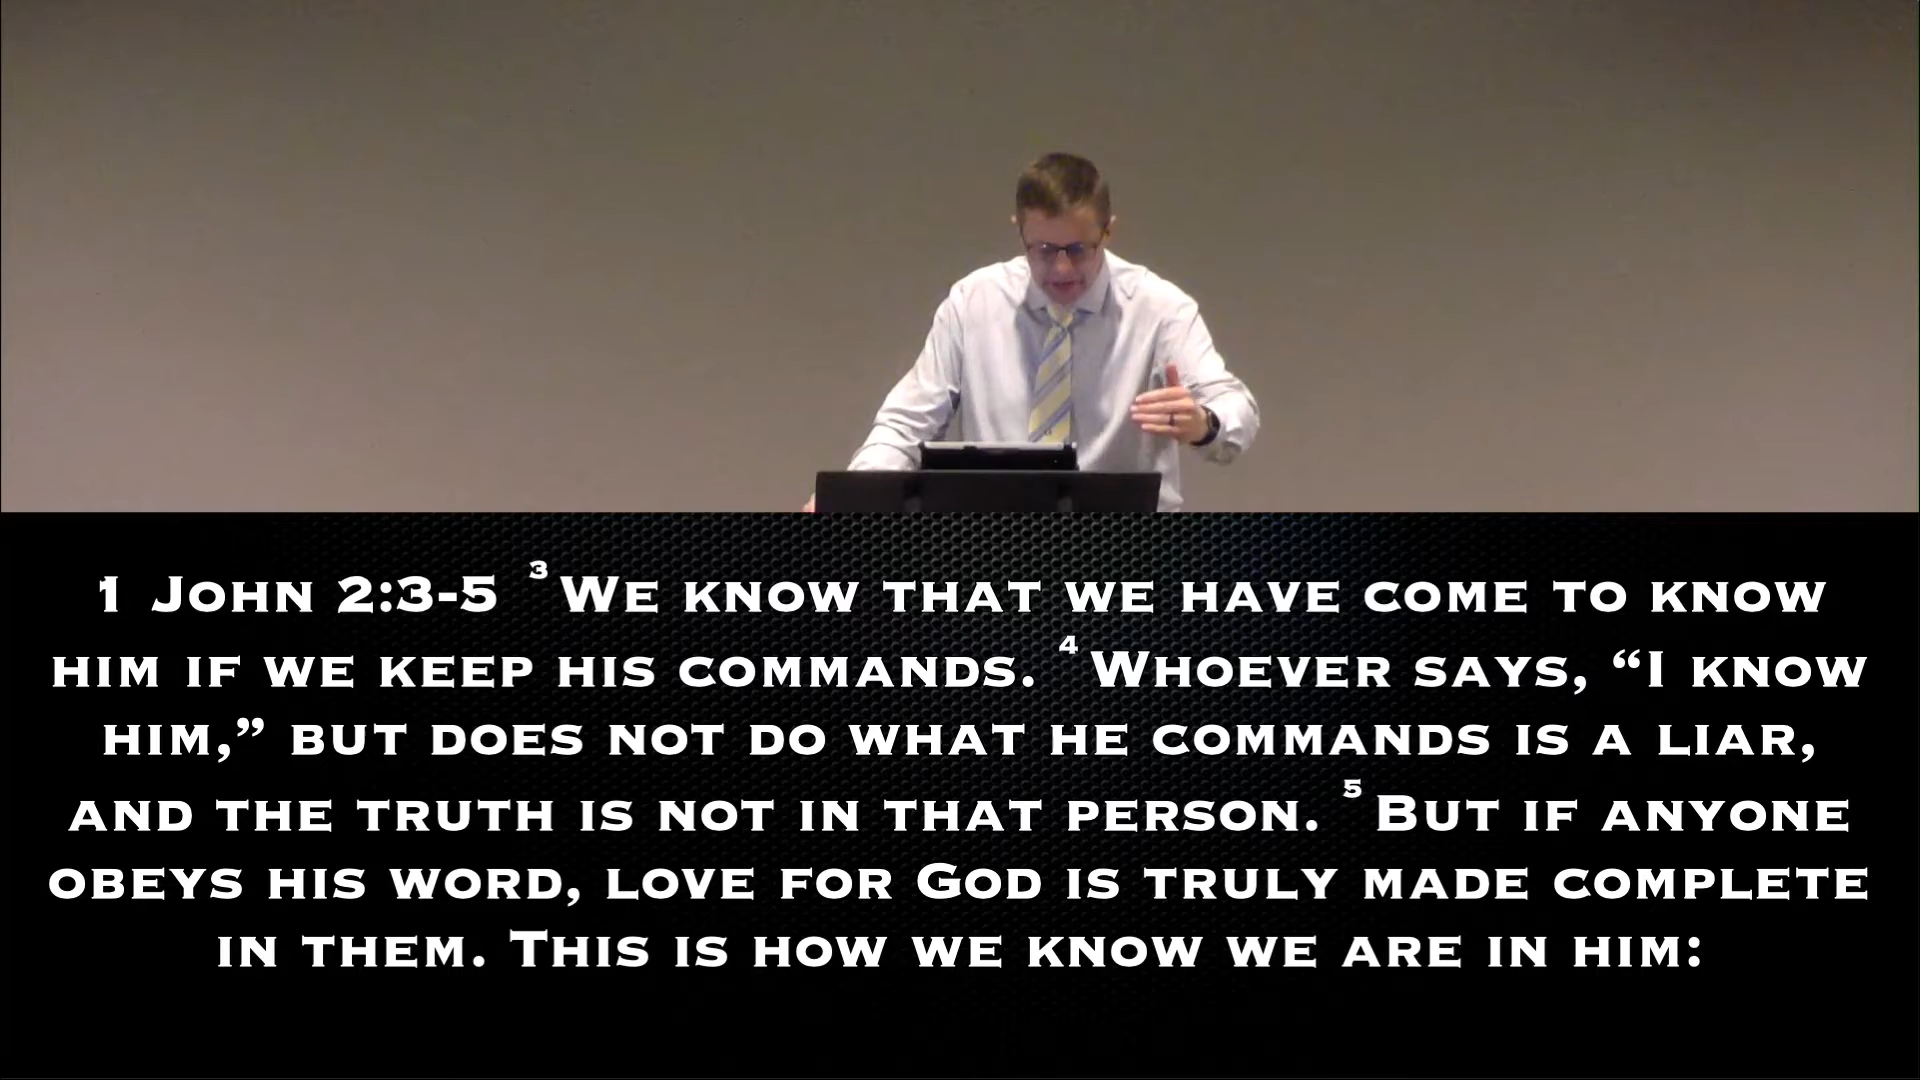 1 John 2:3-5 ³We know that we have come to know
him if we keep his commands. ⁴Whoever says, “I know
him,” but does not do what he commands is a liar,
and the truth is not in that person. ⁵But if anyone
obeys his word, love for God is truly made complete
in them. This is how we know we are in him: